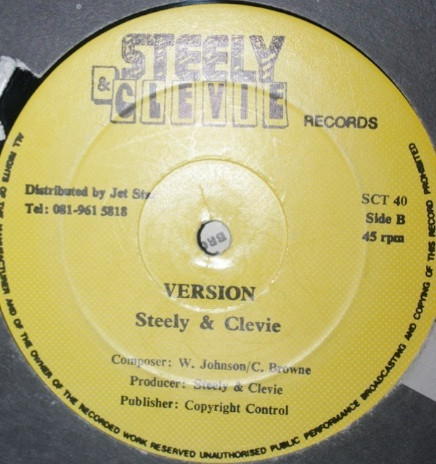 STEELY
& CLEVIE
RECORDS
Distributed by Jet
Tel: 081-961 5818
SCT 40
Side B
45 rpm
VERSION
Steely & Clevie
Composer: W. Johnson/C. Browne
Producer: Steely & Clevie
Publisher: Copyright Control
ALL RIGHTS OF THE MANUFACTURER AND OF THE OWNER OF THE RECORDED WORK RESERVED UNAUTHORISED PUBLIC PERFORMANCE BROADCASTING AND COPYING OF THIS RECORD PROHIBITED